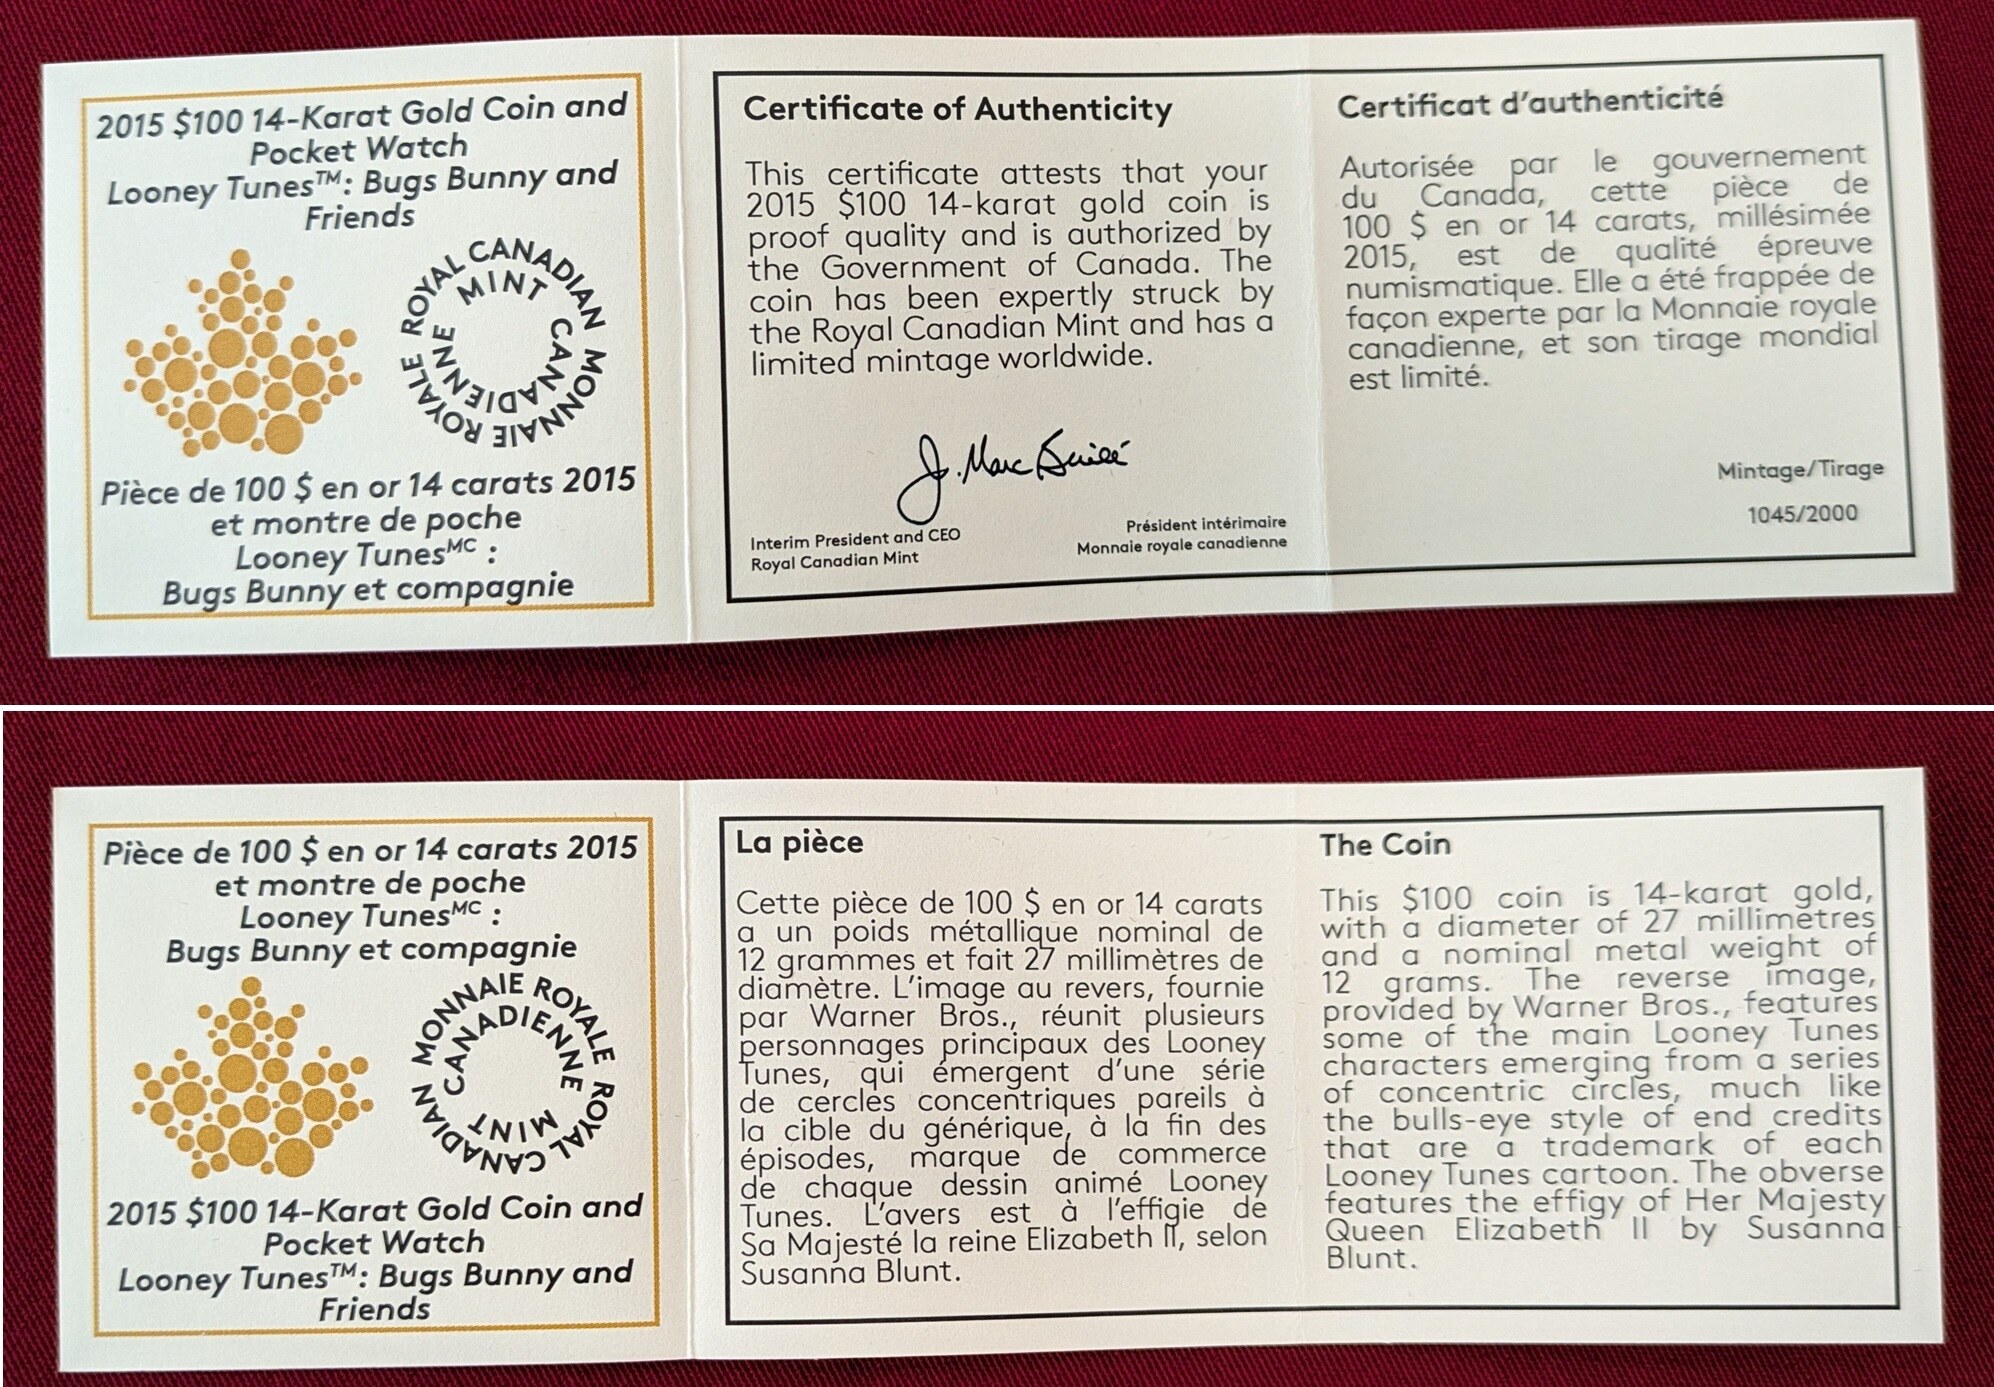 2015 $100 14-Karat Gold Coin and
Pocket Watch
Looney Tunes™: Bugs Bunny and
Friends
ROYAL CANADIAN MINT
MONNAIE ROYALE CANADIENNE
Pièce de 100 $ en or 14 carats 2015
et montre de poche
Looney Tunesᴹᶜ :
Bugs Bunny et compagnie
Certificate of Authenticity
This certificate attests that your
2015 $100 14-karat gold coin is
proof quality and is authorized by
the Government of Canada. The
coin has been expertly struck by
the Royal Canadian Mint and has a
limited mintage worldwide.
J. Marc
Interim President and CEO
Royal Canadian Mint
Président intérimaire
Monnaie royale canadienne
Certificat d’authenticité
Autorisée par le gouvernement
du Canada, cette pièce de
100 $ en or 14 carats, millésimée
2015, est de qualité épreuve
numismatique. Elle a été frappée de
façon experte par la Monnaie royale
canadienne, et son tirage mondial
est limité.
Mintage/Tirage
1045/2000
Pièce de 100 $ en or 14 carats 2015
et montre de poche
Looney Tunesᴹᶜ :
Bugs Bunny et compagnie
MONNAIE ROYALE CANADIENNE
ROYAL CANADIAN MINT
2015 $100 14-Karat Gold Coin and
Pocket Watch
Looney Tunes™: Bugs Bunny and
Friends
La pièce
Cette pièce de 100 $ en or 14 carats
a un poids métallique nominal de
12 grammes et fait 27 millimètres de
diamètre. L’image au revers, fournie
par Warner Bros., réunit plusieurs
personnages principaux des Looney
Tunes, qui émergent d’une série
de cercles concentriques pareils à
la cible du générique, à la fin des
épisodes, marque de commerce
de chaque dessin animé Looney
Tunes. L’avers est à l’effigie de
Sa Majesté la reine Elizabeth II, selon
Susanna Blunt.
The Coin
This $100 coin is 14-karat gold,
with a diameter of 27 millimetres
and a nominal metal weight of
12 grams. The reverse image,
provided by Warner Bros., features
some of the main Looney Tunes
characters emerging from a series
of concentric circles, much like
the bulls-eye style of end credits
that are a trademark of each
Looney Tunes cartoon. The obverse
features the effigy of Her Majesty
Queen Elizabeth II by Susanna
Blunt.